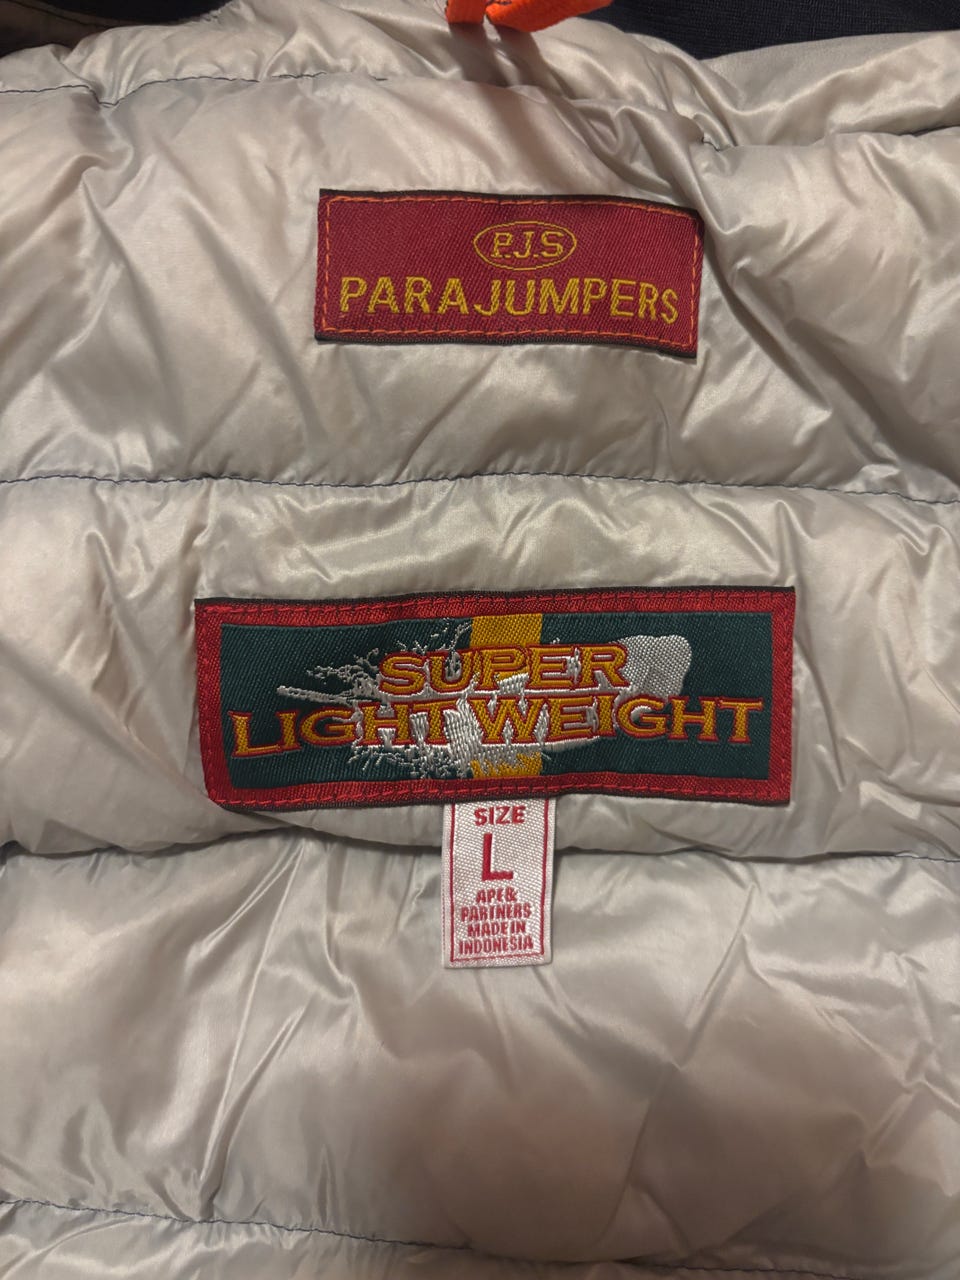 P.J.S
PARAJUMPERS
SUPER
LIGHT WEIGHT
SIZE
L
APE&
PARTNERS
MADE IN
INDONESIA